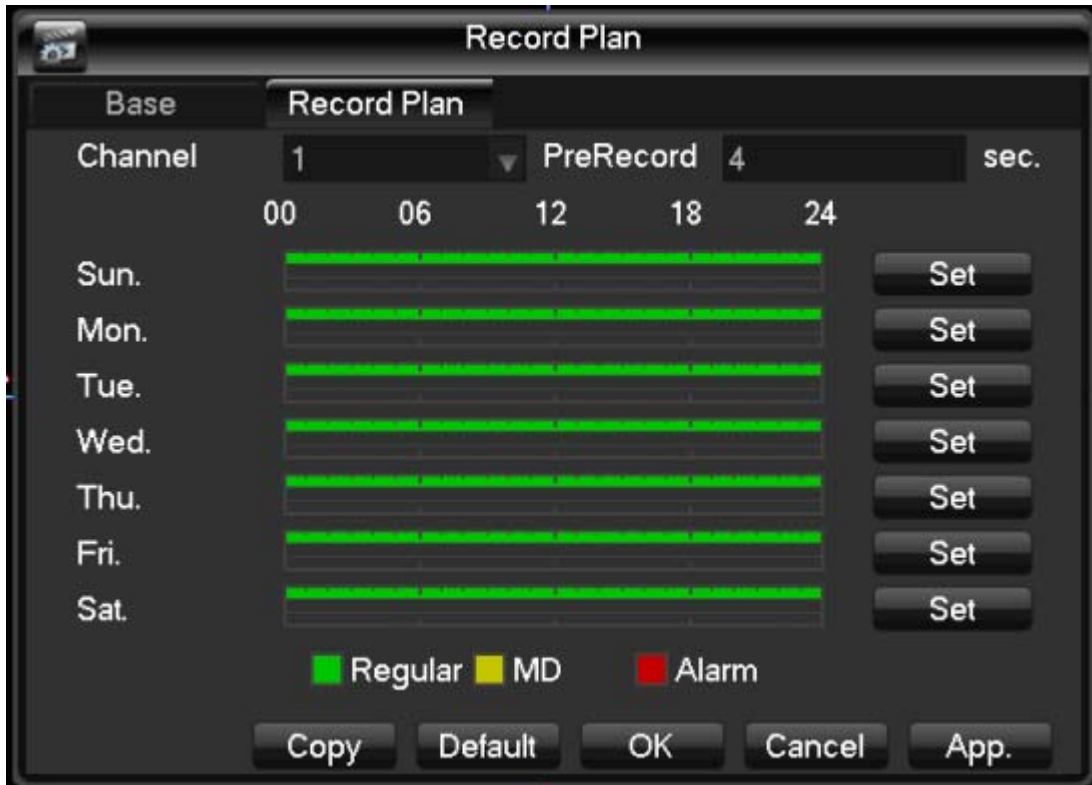 Record Plan
Base Record Plan
Channel 1 PreRecord 4 sec.
00 06 12 18 24
Sun. Set
Mon. Set
Tue. Set
Wed. Set
Thu. Set
Fri. Set
Sat. Set
Regular MD Alarm
Copy Default OK Cancel App.